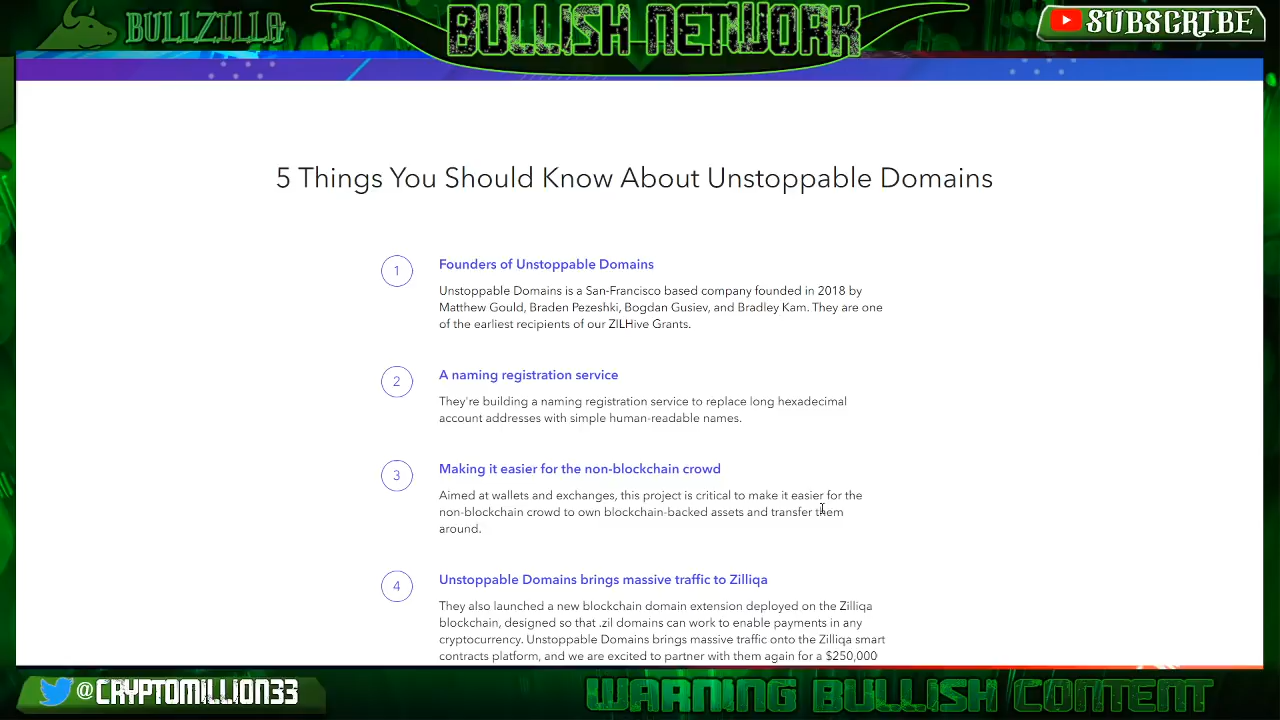 BULLZILLA
BULLISH NETWORK
SUBSCRIBE
5 Things You Should Know About Unstoppable Domains
1
Founders of Unstoppable Domains
Unstoppable Domains is a San-Francisco based company founded in 2018 by
Matthew Gould, Braden Pezeshki, Bogdan Gusiev, and Bradley Kam. They are one
of the earliest recipients of our ZILHive Grants.
2
A naming registration service
They're building a naming registration service to replace long hexadecimal
account addresses with simple human-readable names.
3
Making it easier for the non-blockchain crowd
Aimed at wallets and exchanges, this project is critical to make it easier for the
non-blockchain crowd to own blockchain-backed assets and transfer them
around.
4
Unstoppable Domains brings massive traffic to Zilliqa
They also launched a new blockchain domain extension deployed on the Zilliqa
blockchain, designed so that .zil domains can work to enable payments in any
cryptocurrency. Unstoppable Domains brings massive traffic onto the Zilliqa smart
contracts platform, and we are excited to partner with them again for a $250,000
@CRYPTOMILLION33
WARNING BULLISH CONTENT